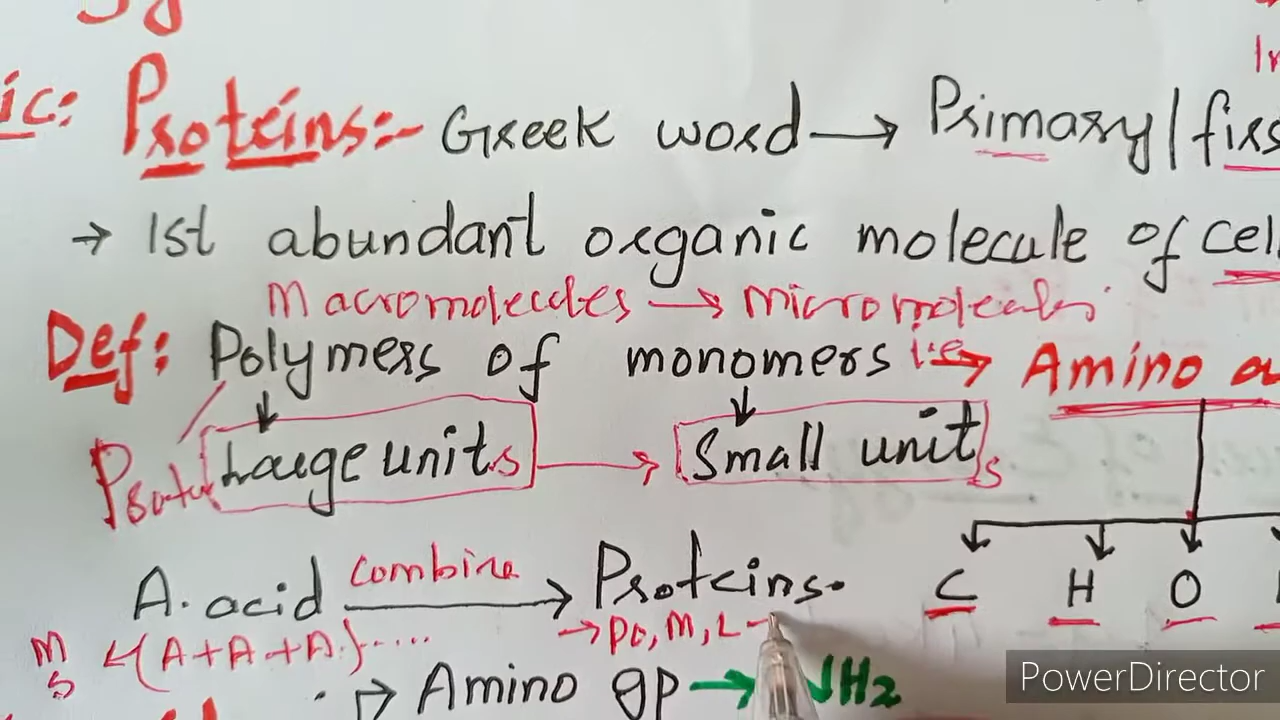 ic: Proteins:- Greek word → Primary/firs
→ 1st abundant organic molecule of cel
Macromolecules → micromolecules
Def: Polymers of monomers i.e → Amino a
Large units → Small units
A. acid combine → Proteins.
M ← (A+A+A.}.... → Po, M, L -
S
C H O
→ Amino gp → NH2
PowerDirector